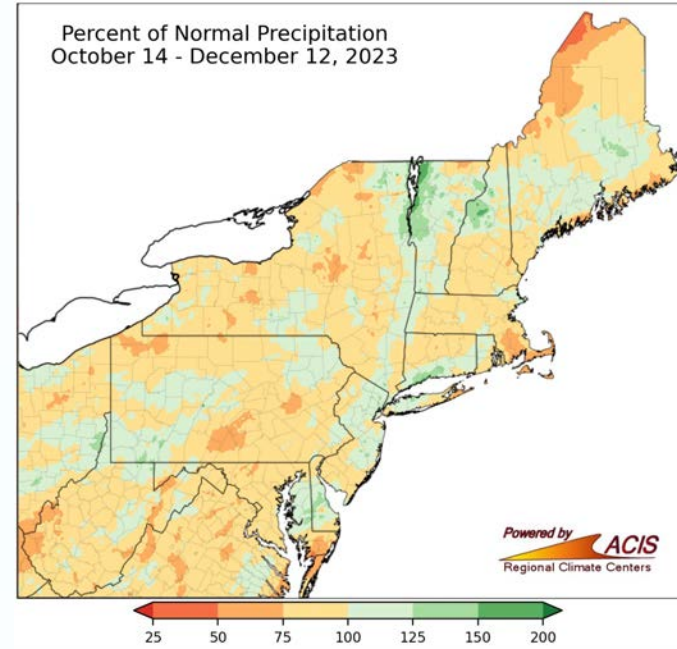 Percent of Normal Precipitation
October 14 - December 12, 2023
Powered by
ACIS
Regional Climate Centers
25 50 75 100 125 150 200